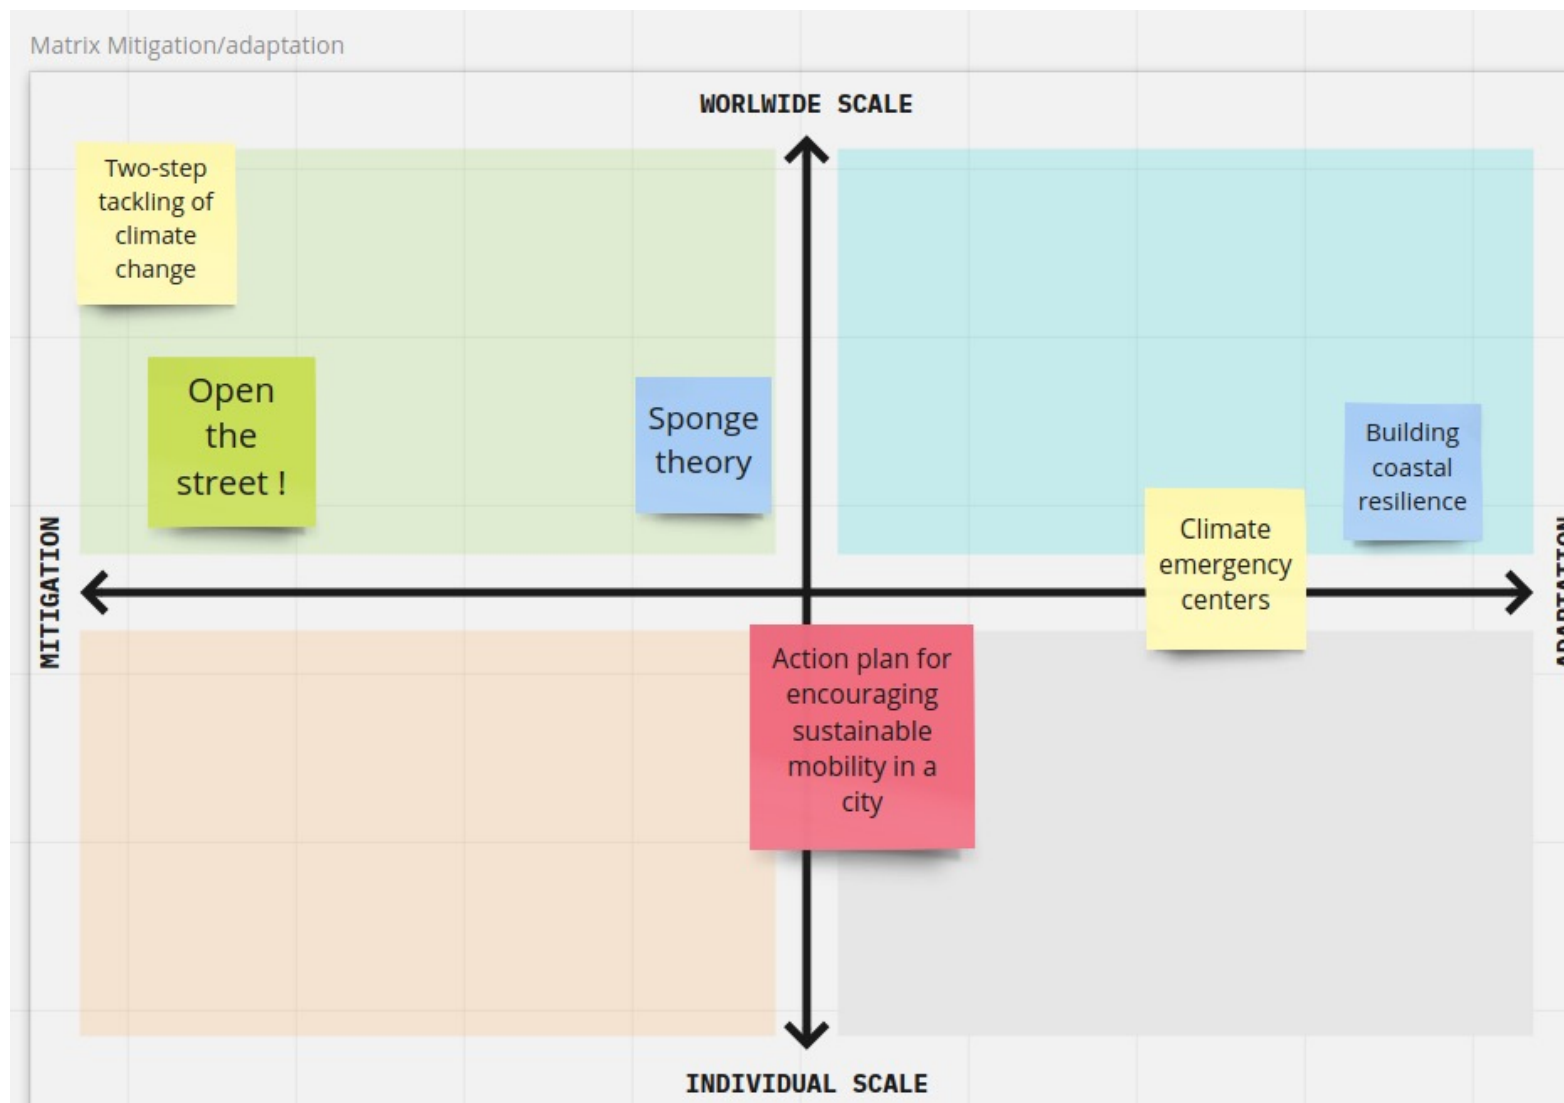 Matrix Mitigation/adaptation
WORLWIDE SCALE
Two-step
tackling of
climate
change
Open
the
street !
Sponge
theory
Building
coastal
resilience
Climate
emergency
centers
MITIGATION
ADAPTATION
Action plan for
encouraging
sustainable
mobility in a
city
INDIVIDUAL SCALE